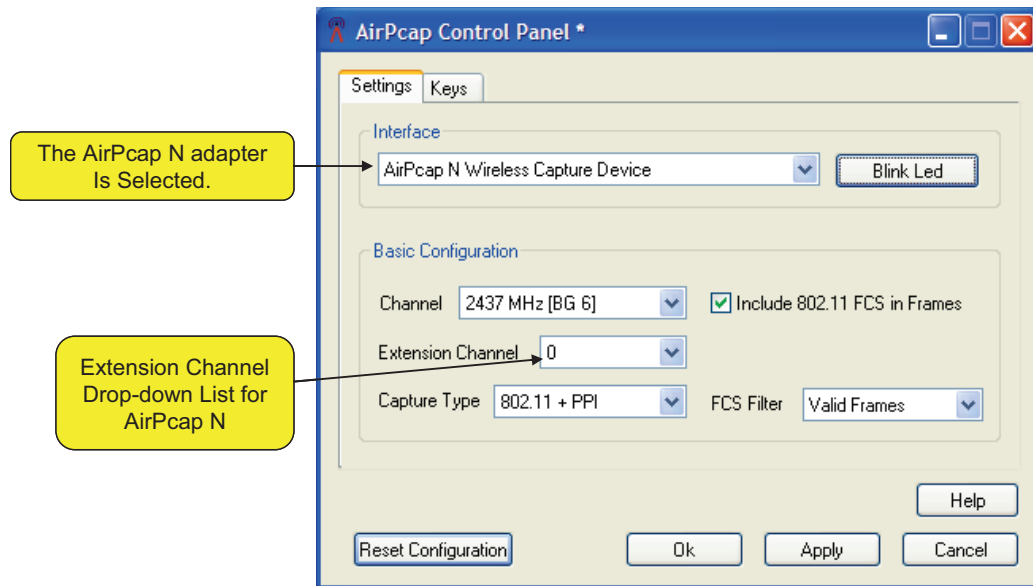 AirPcap Control Panel *
Settings
Keys
Interface
The AirPcap N adapter
Is Selected.
AirPcap N Wireless Capture Device
Blink Led
Basic Configuration
Channel
2437 MHz [BG 6]
Include 802.11 FCS in Frames
Extension Channel
0
Extension Channel
Drop-down List for
AirPcap N
Capture Type
802.11 + PPI
FCS Filter
Valid Frames
Help
Reset Configuration
Ok
Apply
Cancel